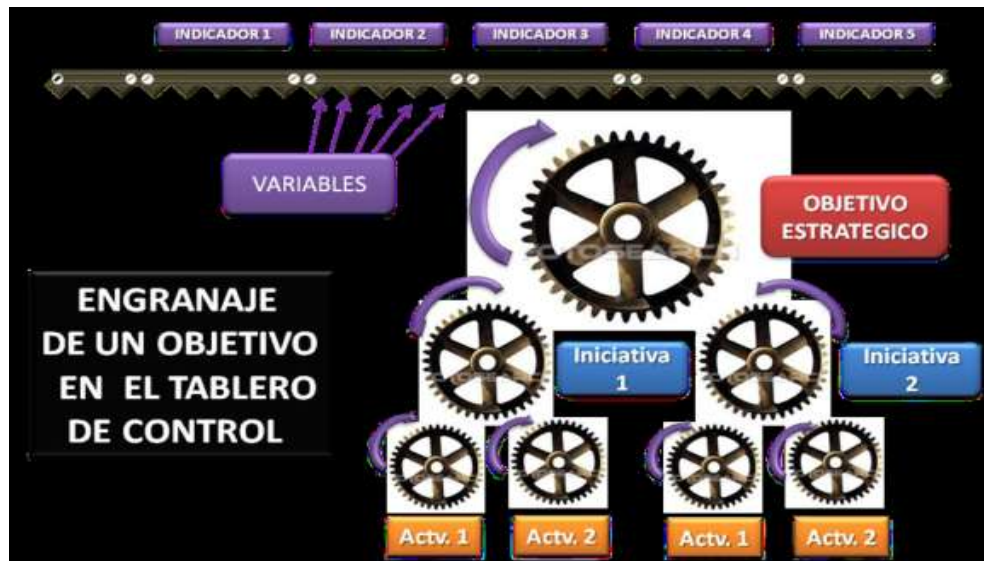 INDICADOR 1
INDICADOR 2
INDICADOR 3
INDICADOR 4
INDICADOR 5
VARIABLES
OBJETIVO
ESTRATEGICO
ENGRANAJE
DE UN OBJETIVO
EN EL TABLERO
DE CONTROL
Iniciativa
1
Iniciativa
2
Actv. 1
Actv. 2
Actv. 1
Actv. 2